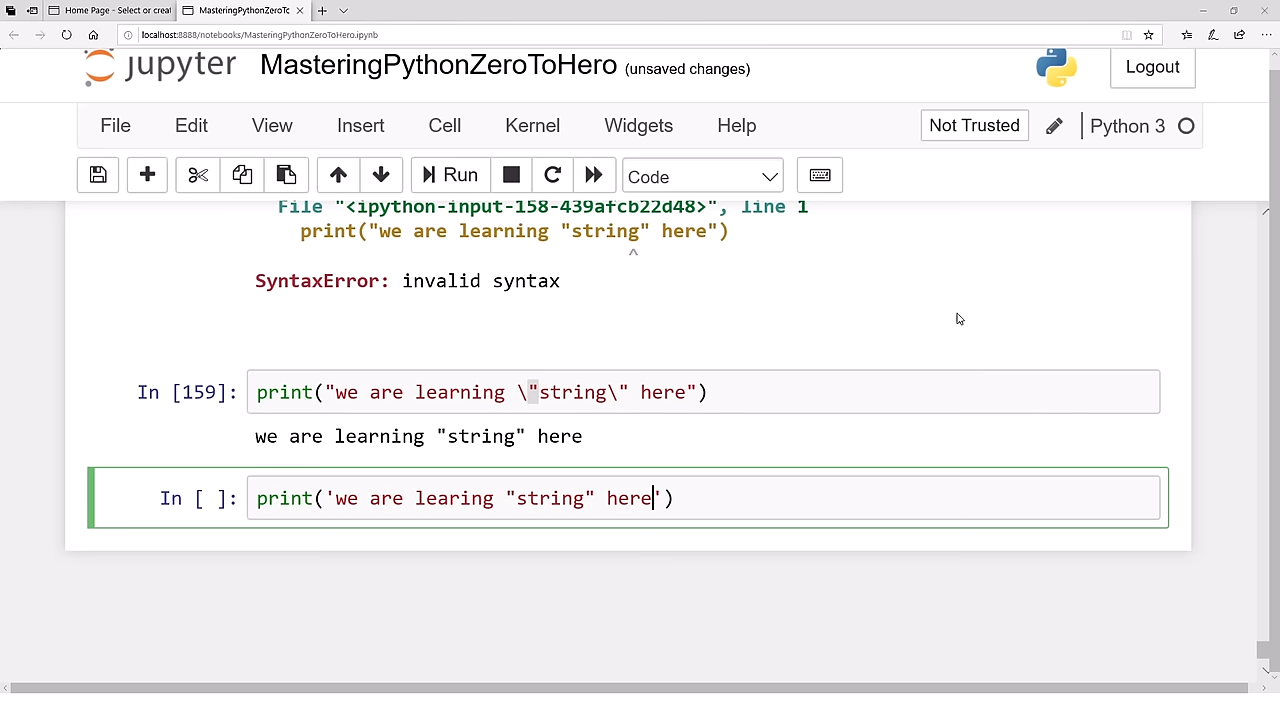 Home Page - Select or creat
MasteringPythonZeroTo
localhost:8888/notebooks/MasteringPythonZeroToHero.ipynb
jupyter MasteringPythonZeroToHero (unsaved changes)
Logout
File Edit View Insert Cell Kernel Widgets Help Not Trusted Python 3
Run Code
File "<ipython-input-158-439afcb22d48>", line 1
print("we are learning "string" here")
^
SyntaxError: invalid syntax
In [159]: print("we are learning \"string\" here")
we are learning "string" here
In [ ]: print('we are learing "string" here')